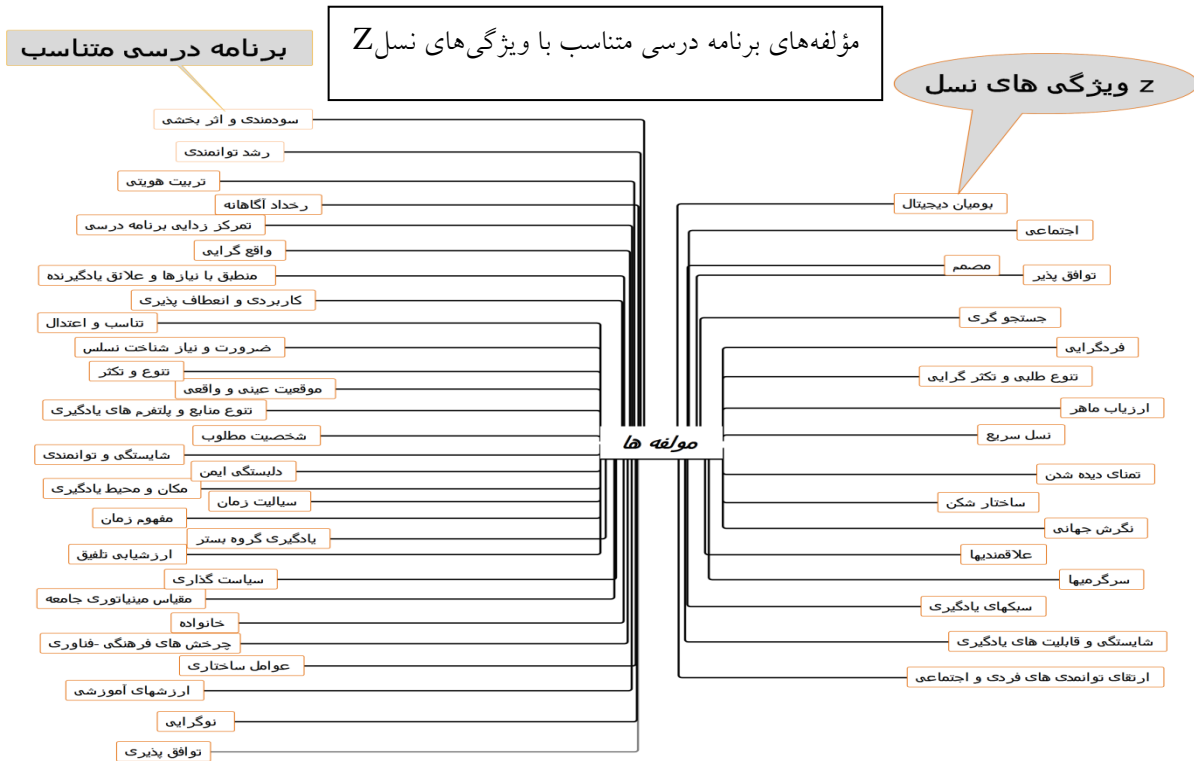 مؤلفه‌های برنامه درسی متناسب با ویژگی‌های نسلZ
برنامه درسی متناسب
ویژگی های نسل z
بومیان دیجیتال
اجتماعی
مصمم
توافق پذیر
جستجو گری
فردگرایی
تنوع طلبی و تکثر گرایی
ارزیاب ماهر
نسل سریع
تمنای دیده شدن
ساختار شکن
نگرش جهانی
علاقمندیها
سرگرمیها
سبکهای یادگیری
شایستگی و قابلیت های یادگیری
ارتقای توانمدی های فردی و اجتماعی
مولفه ها
سودمندی و اثر بخشی
رشد توانمندی
تربیت هویتی
رخداد آگاهانه
تمرکز زدایی برنامه درسی
واقع گرایی
منطبق با نیازها و علائق یادگیرنده
کاربردی و انعطاف پذیری
تناسب و اعتدال
ضرورت و نیاز شناخت نسلس
تنوع و تکثر
موقعیت عینی و واقعی
تنوع منابع و پلتفرم های یادگیری
شخصیت مطلوب
شایستگی و توانمندی
دلبستگی ایمن
مکان و محیط یادگیری
سیالیت زمان
مفهوم زمان
یادگیری گروه بستر
ارزشیابی تلفیق
سیاست گذاری
مقیاس مینیاتوری جامعه
خانواده
چرخش های فرهنگی -فناوری
عوامل ساختاری
ارزشهای آموزشی
نوگرایی
توافق پذیری